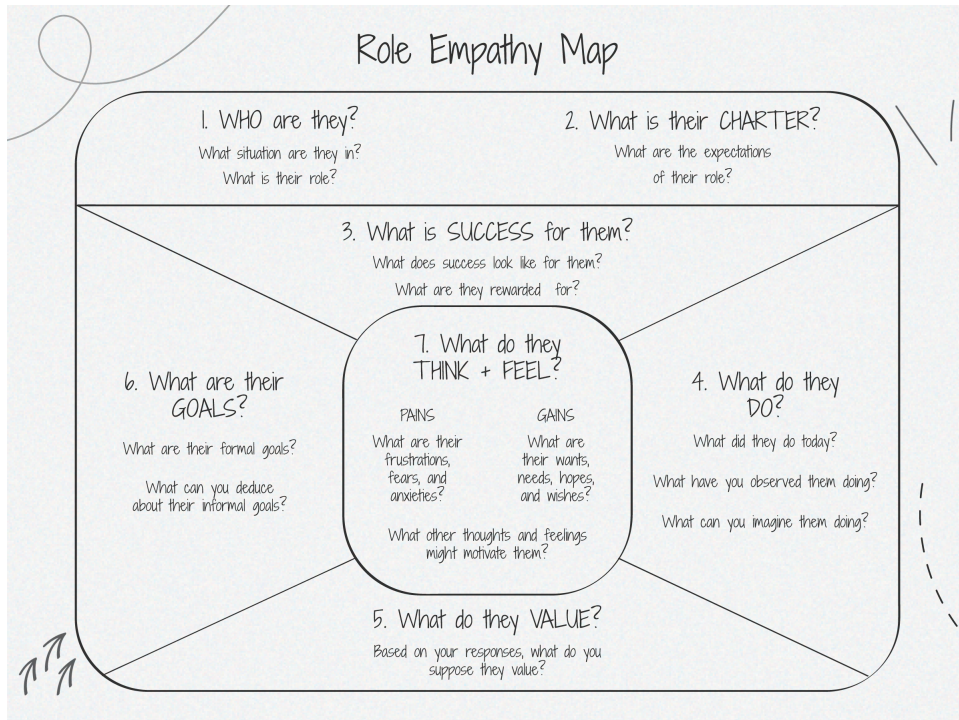 Role Empathy Map
1. WHO are they?
What situation are they in?
What is their role?
2. What is their CHARTER?
What are the expectations
of their role?
3. What is SUCCESS for them?
What does success look like for them?
What are they rewarded for?
4. What do they
DO?
What did they do today?
What have you observed them doing?
What can you imagine them doing?
5. What do they VALUE?
Based on your responses, what do you
suppose they value?
6. What are their
GOALS?
What are their formal goals?
What can you deduce
about their informal goals?
7. What do they
THINK + FEEL?
PAINS
What are their
frustrations,
fears, and
anxieties?
GAINS
What are
their wants,
needs, hopes,
and wishes?
What other thoughts and feelings
might motivate them?